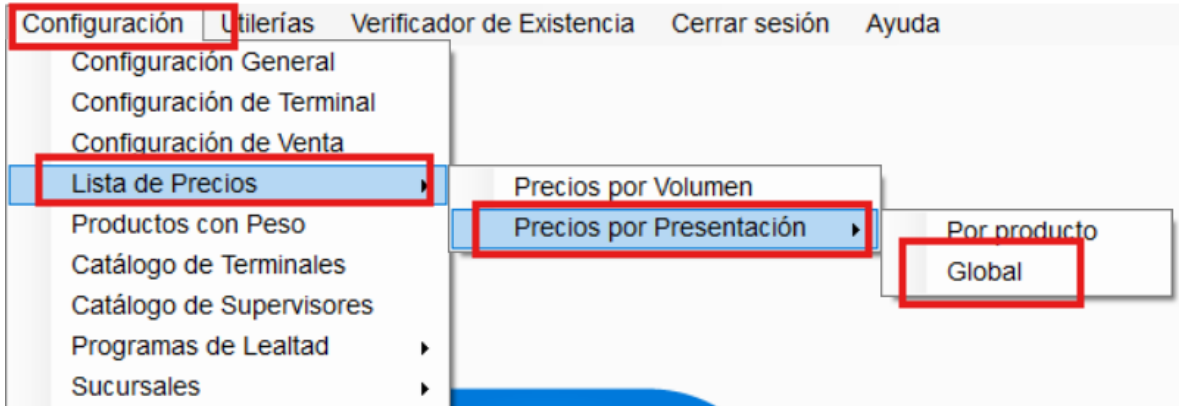 Configuración Utilerías Verificador de Existencia Cerrar sesión Ayuda
Configuración General
Configuración de Terminal
Configuración de Venta
Lista de Precios
Productos con Peso
Catálogo de Terminales
Catálogo de Supervisores
Programas de Lealtad
Sucursales
Precios por Volumen
Precios por Presentación
Por producto
Global